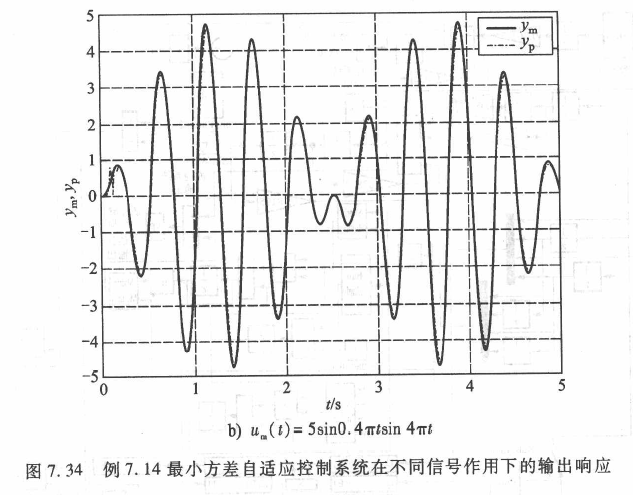 5
4
3
2
1
0
−1
−2
−3
−4
−5
y_m, y_p
y_m
y_p
0 1 2 3 4 5
t/s
b) u_m(t) = 5sin0.4πtsin 4πt
图 7.34 例 7.14 最小方差自适应控制系统在不同信号作用下的输出响应